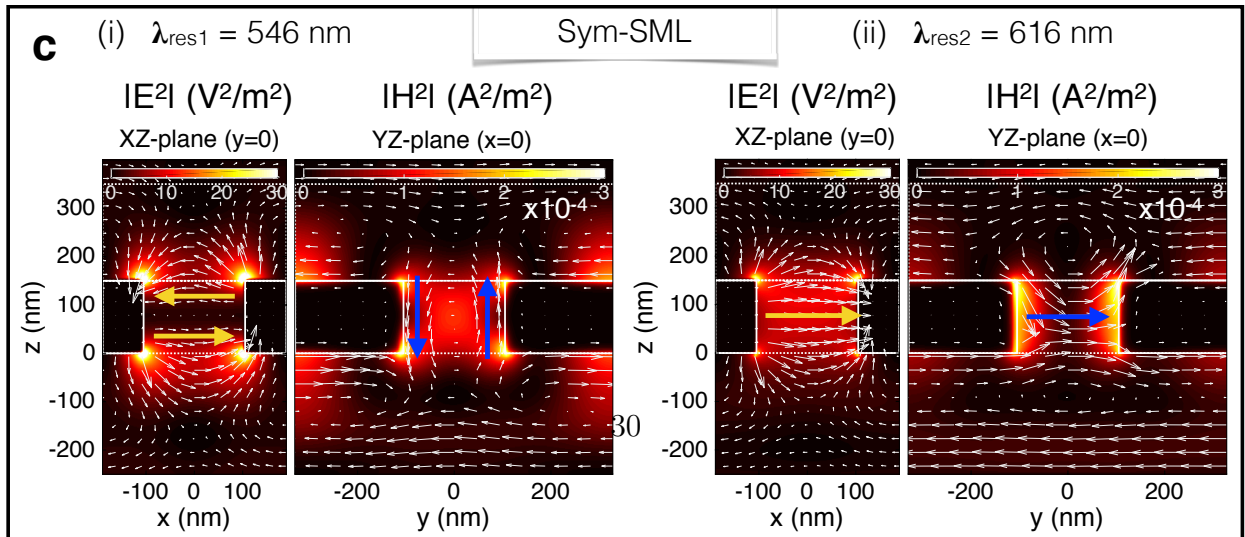 c (i) λres1 = 546 nm Sym-SML (ii) λres2 = 616 nm
|E²| (V²/m²) |H²| (A²/m²) |E²| (V²/m²) |H²| (A²/m²)
XZ-plane (y=0) YZ-plane (x=0) XZ-plane (y=0) YZ-plane (x=0)
0 10 20 30 0 1 2 3 0 10 20 30 0 1 2 3
x10⁻⁴ x10⁻⁴
z (nm) z (nm)
300 300
200 200
100 100
0 0
-100 -100
30
-200 -200
-100 0 100 -200 0 200 -100 0 100 -200 0 200
x (nm) y (nm) x (nm) y (nm)